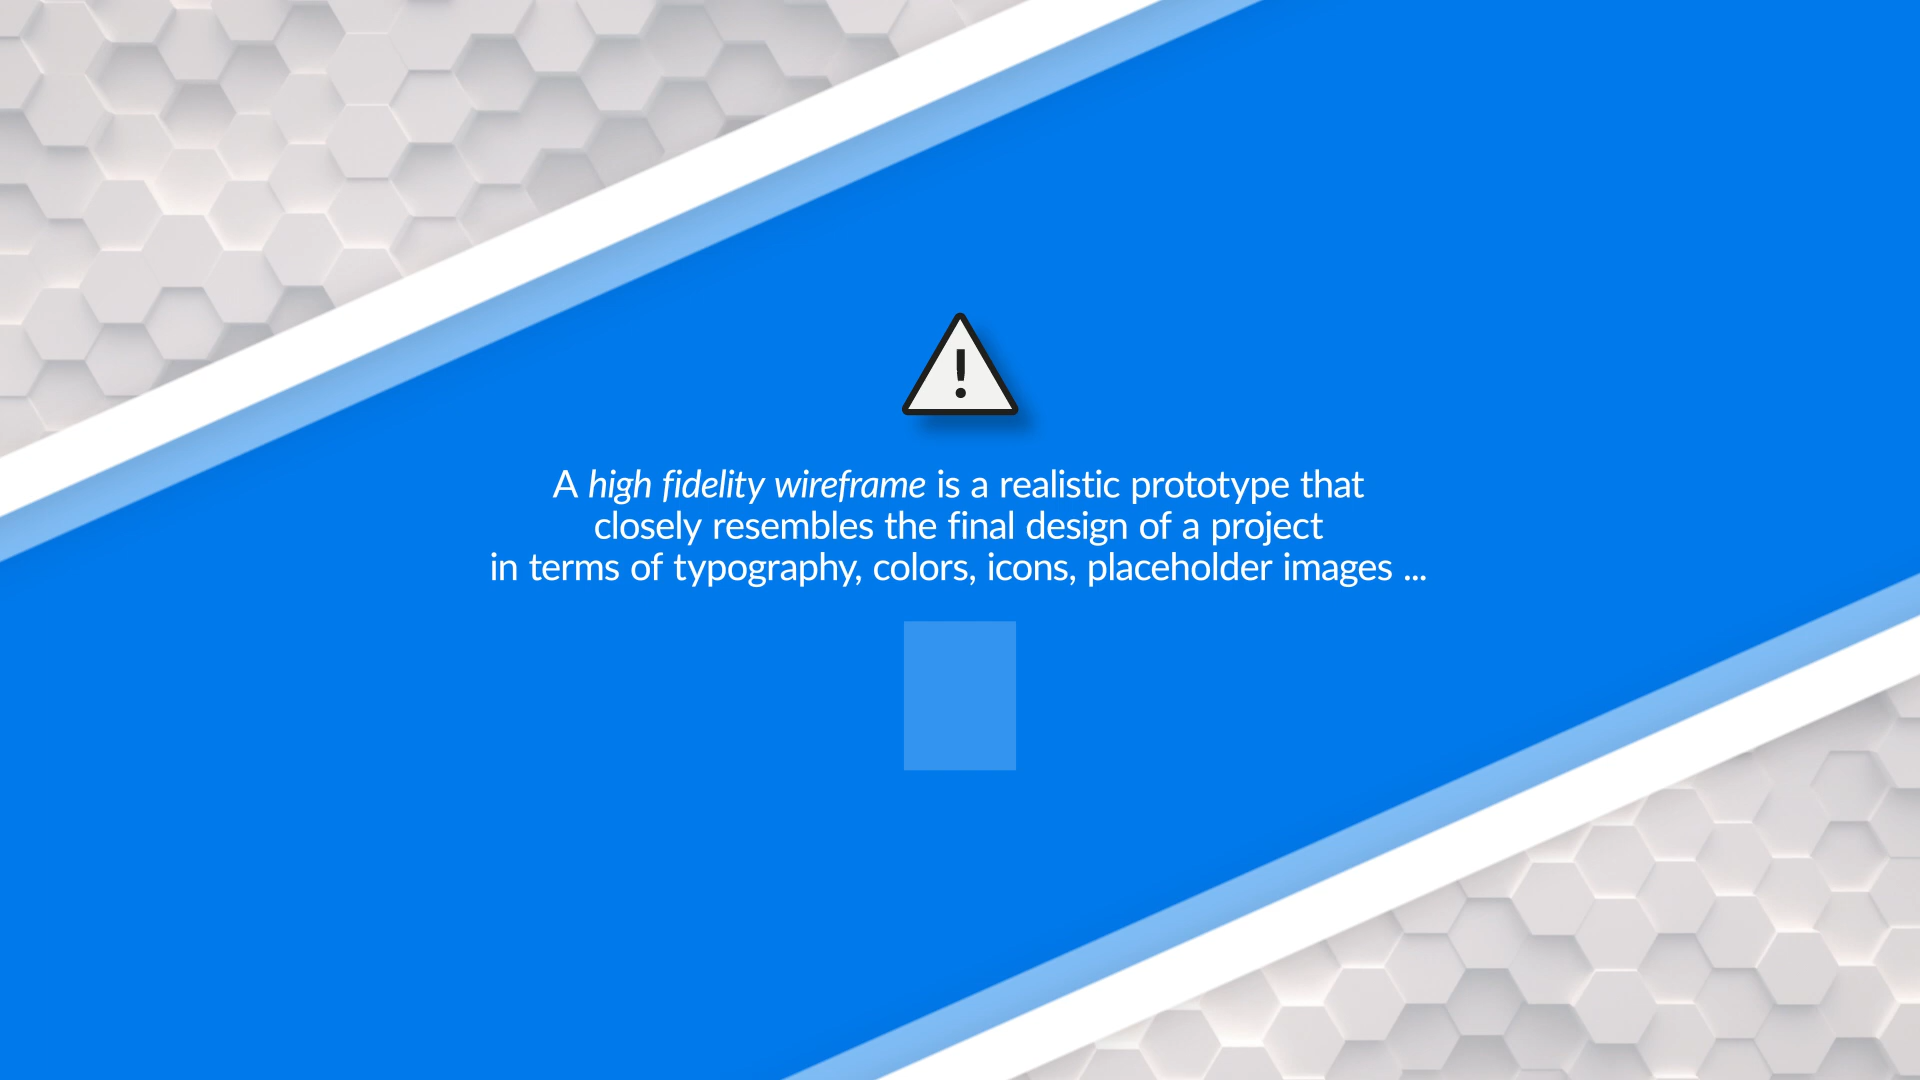 A high fidelity wireframe is a realistic prototype that
closely resembles the final design of a project
in terms of typography, colors, icons, placeholder images ...